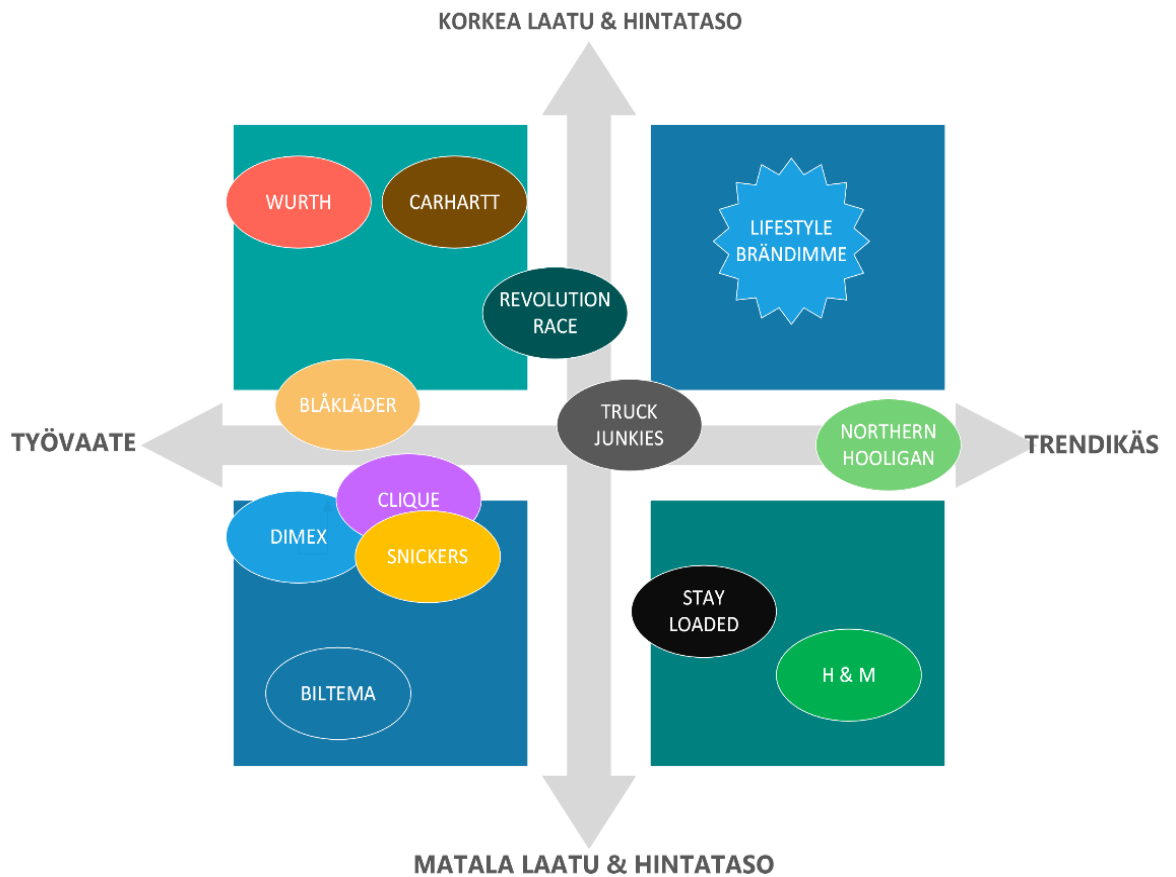 KORKEA LAATU & HINTATASO
WURTH
CARHARTT
LIFESTYLE
BRÄNDIMME
REVOLUTION
RACE
BLÅKLÄDER
TRUCK
JUNKIES
NORTHERN
HOOLIGAN
TYÖVAATE
TRENDIKÄS
CLIQUE
DIMEX
SNICKERS
STAY
LOADED
H & M
BILTEMA
MATALA LAATU & HINTATASO